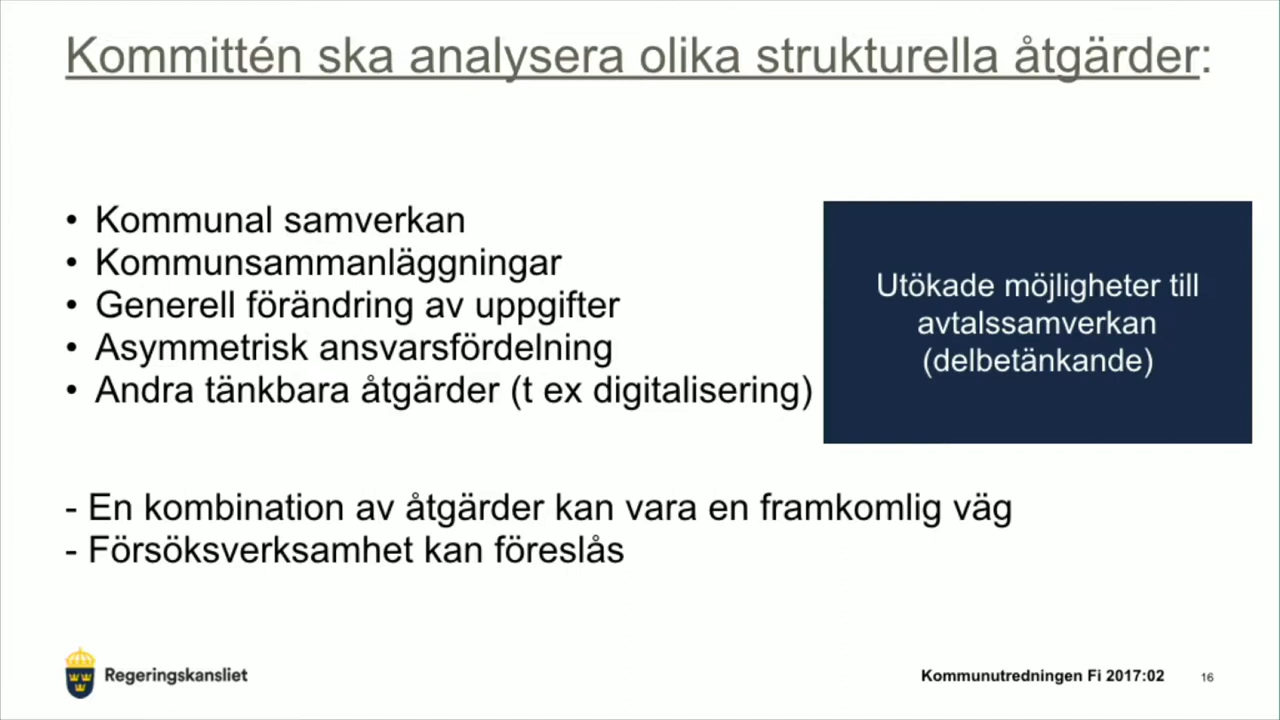 Kommittén ska analysera olika strukturella åtgärder:
• Kommunal samverkan
• Kommunsammanläggningar
• Generell förändring av uppgifter
• Asymmetrisk ansvarsfördelning
• Andra tänkbara åtgärder (t ex digitalisering)
Utökade möjligheter till
avtalssamverkan
(delbetänkande)
- En kombination av åtgärder kan vara en framkomlig väg
- Försöksverksamhet kan föreslås
Regeringskansliet
Kommunutredningen Fi 2017:02
16